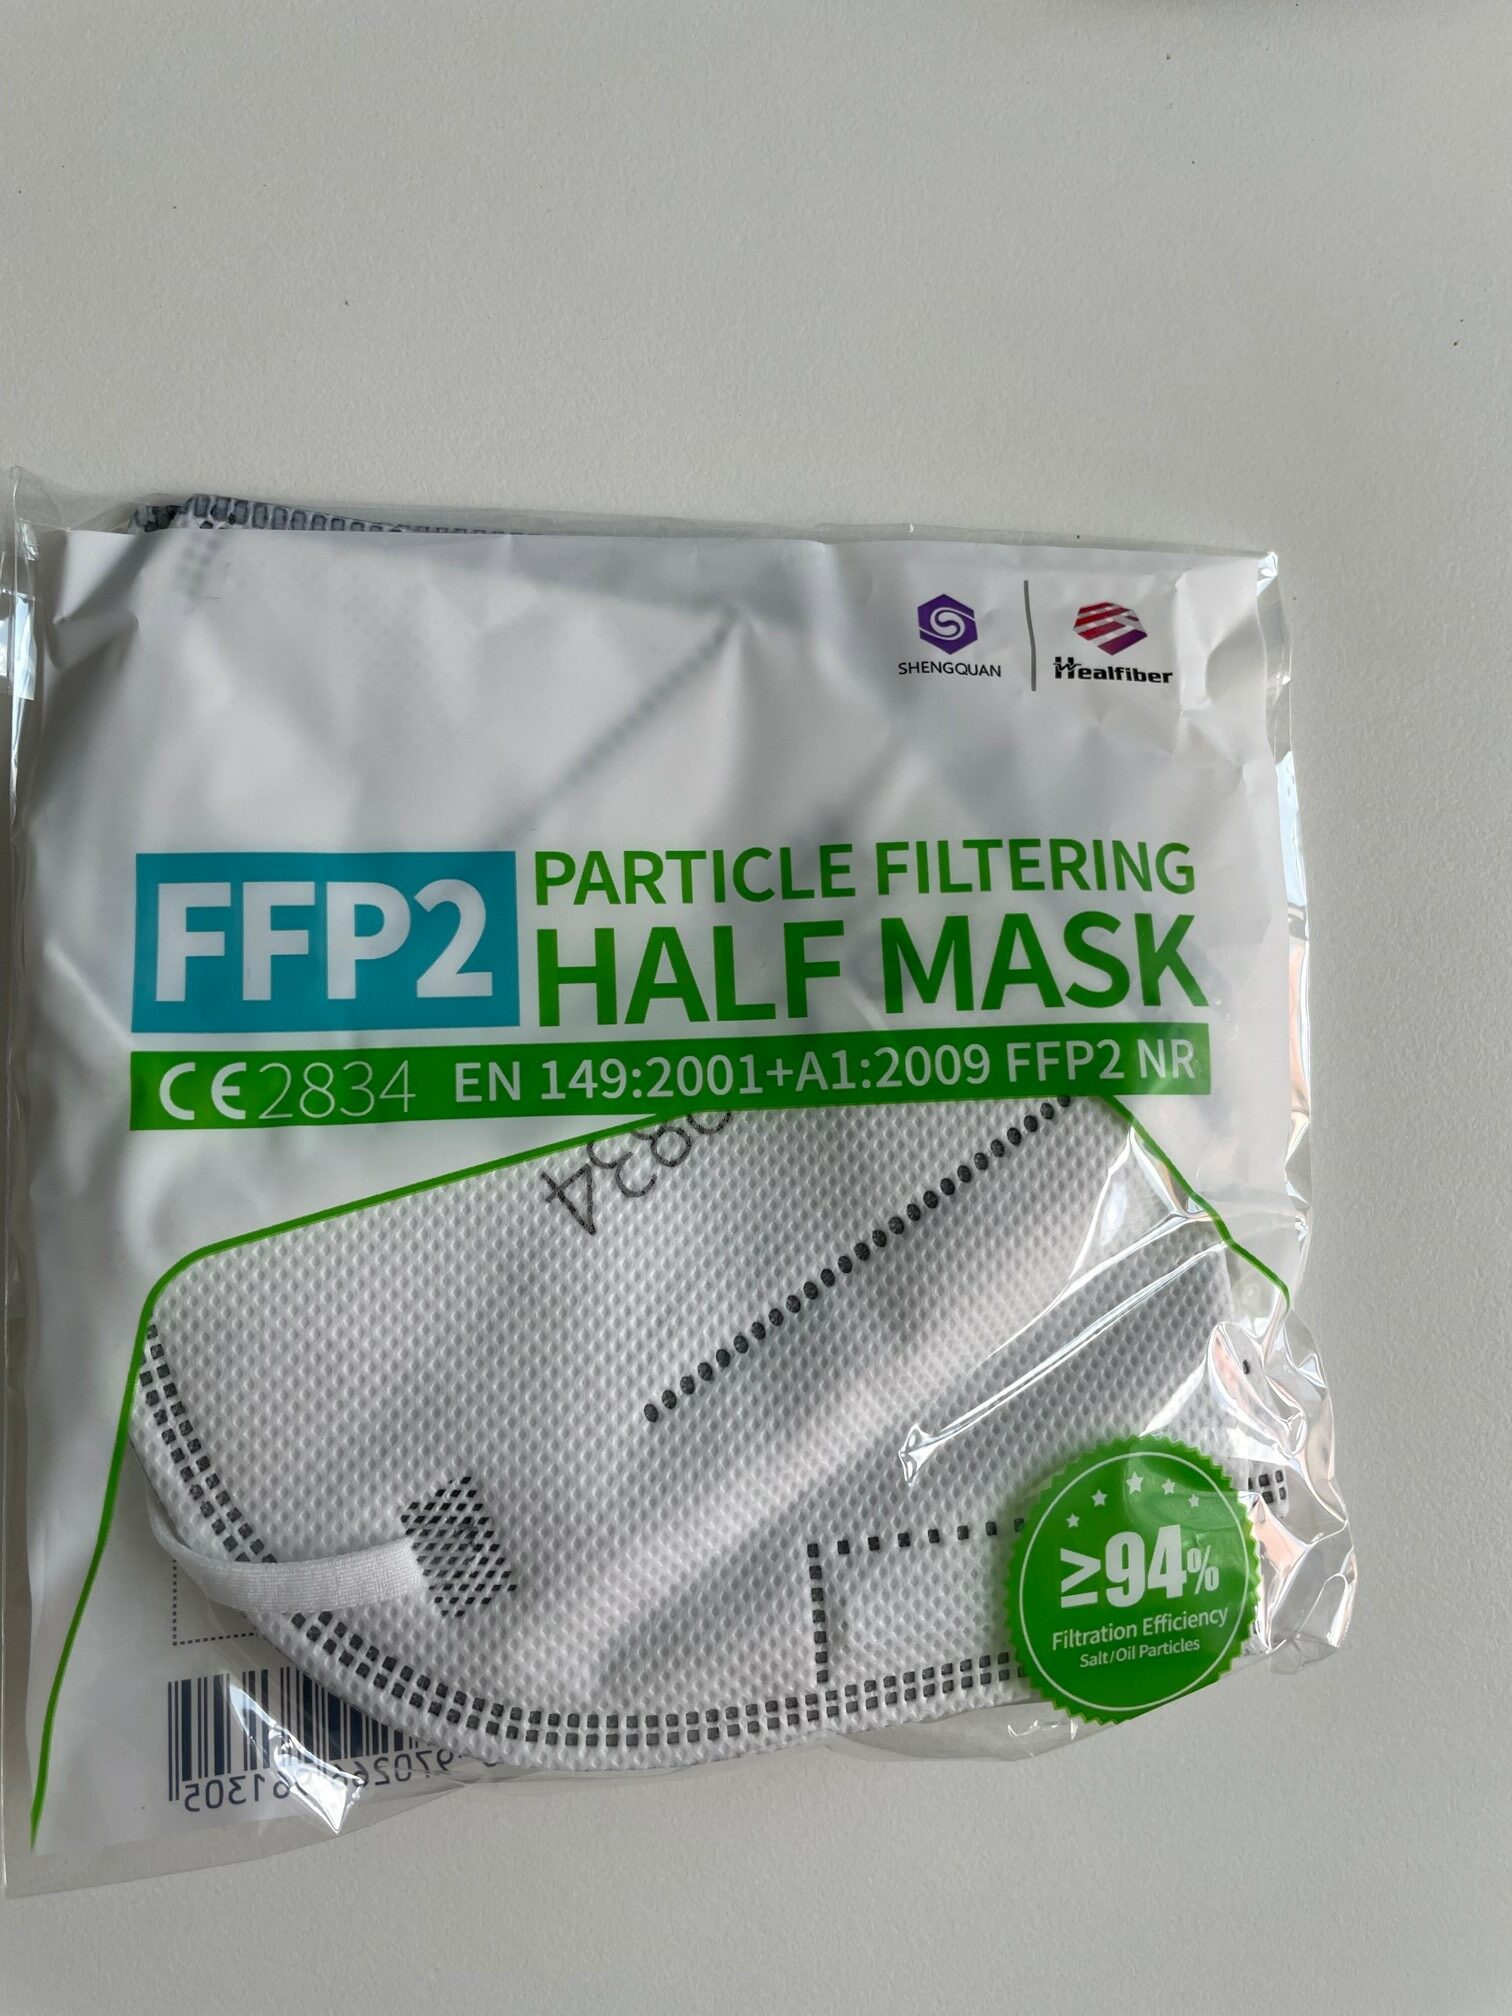 SHENGQUAN
Healfiber
FFP2
PARTICLE FILTERING
HALF MASK
CE2834 EN 149:2001+A1:2009 FFP2 NR
2834
≥94%
Filtration Efficiency
Salt/Oil Particles